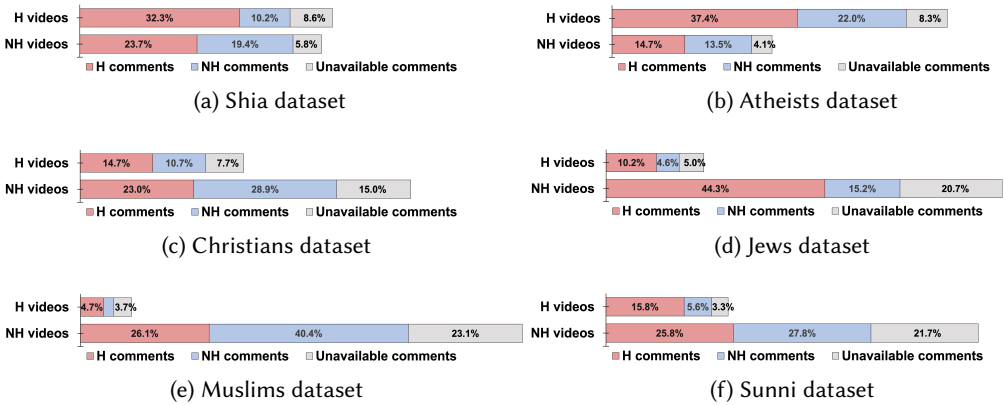 H videos 32.3% 10.2% 8.6%
NH videos 23.7% 19.4% 5.8%
H comments NH comments Unavailable comments
(a) Shia dataset
H videos 37.4% 22.0% 8.3%
NH videos 14.7% 13.5% 4.1%
H comments NH comments Unavailable comments
(b) Atheists dataset
H videos 14.7% 10.7% 7.7%
NH videos 23.0% 28.9% 15.0%
H comments NH comments Unavailable comments
(c) Christians dataset
H videos 10.2% 4.6% 5.0%
NH videos 44.3% 15.2% 20.7%
H comments NH comments Unavailable comments
(d) Jews dataset
H videos 4.7% 3.7%
NH videos 26.1% 40.4% 23.1%
H comments NH comments Unavailable comments
(e) Muslims dataset
H videos 15.8% 5.6% 3.3%
NH videos 25.8% 27.8% 21.7%
H comments NH comments Unavailable comments
(f) Sunni dataset